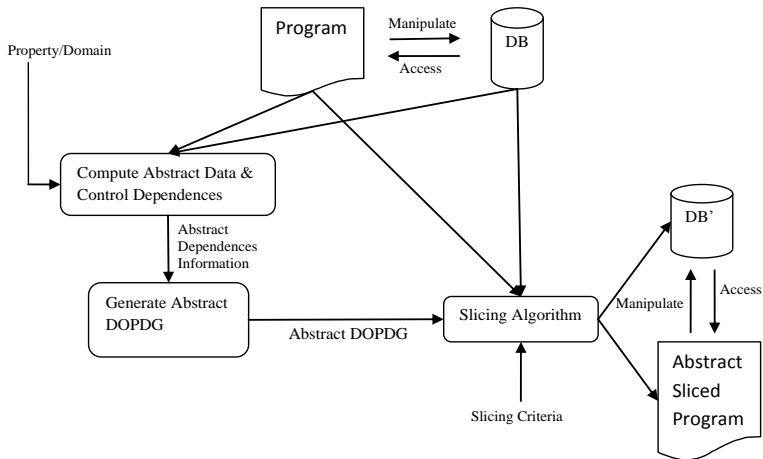 Program
Manipulate
Access
DB
Property/Domain
Compute Abstract Data &
Control Dependences
Abstract
Dependences
Information
Generate Abstract
DOPDG
Abstract DOPDG
Slicing Algorithm
Slicing Criteria
DB’
Manipulate
Access
Abstract
Sliced
Program